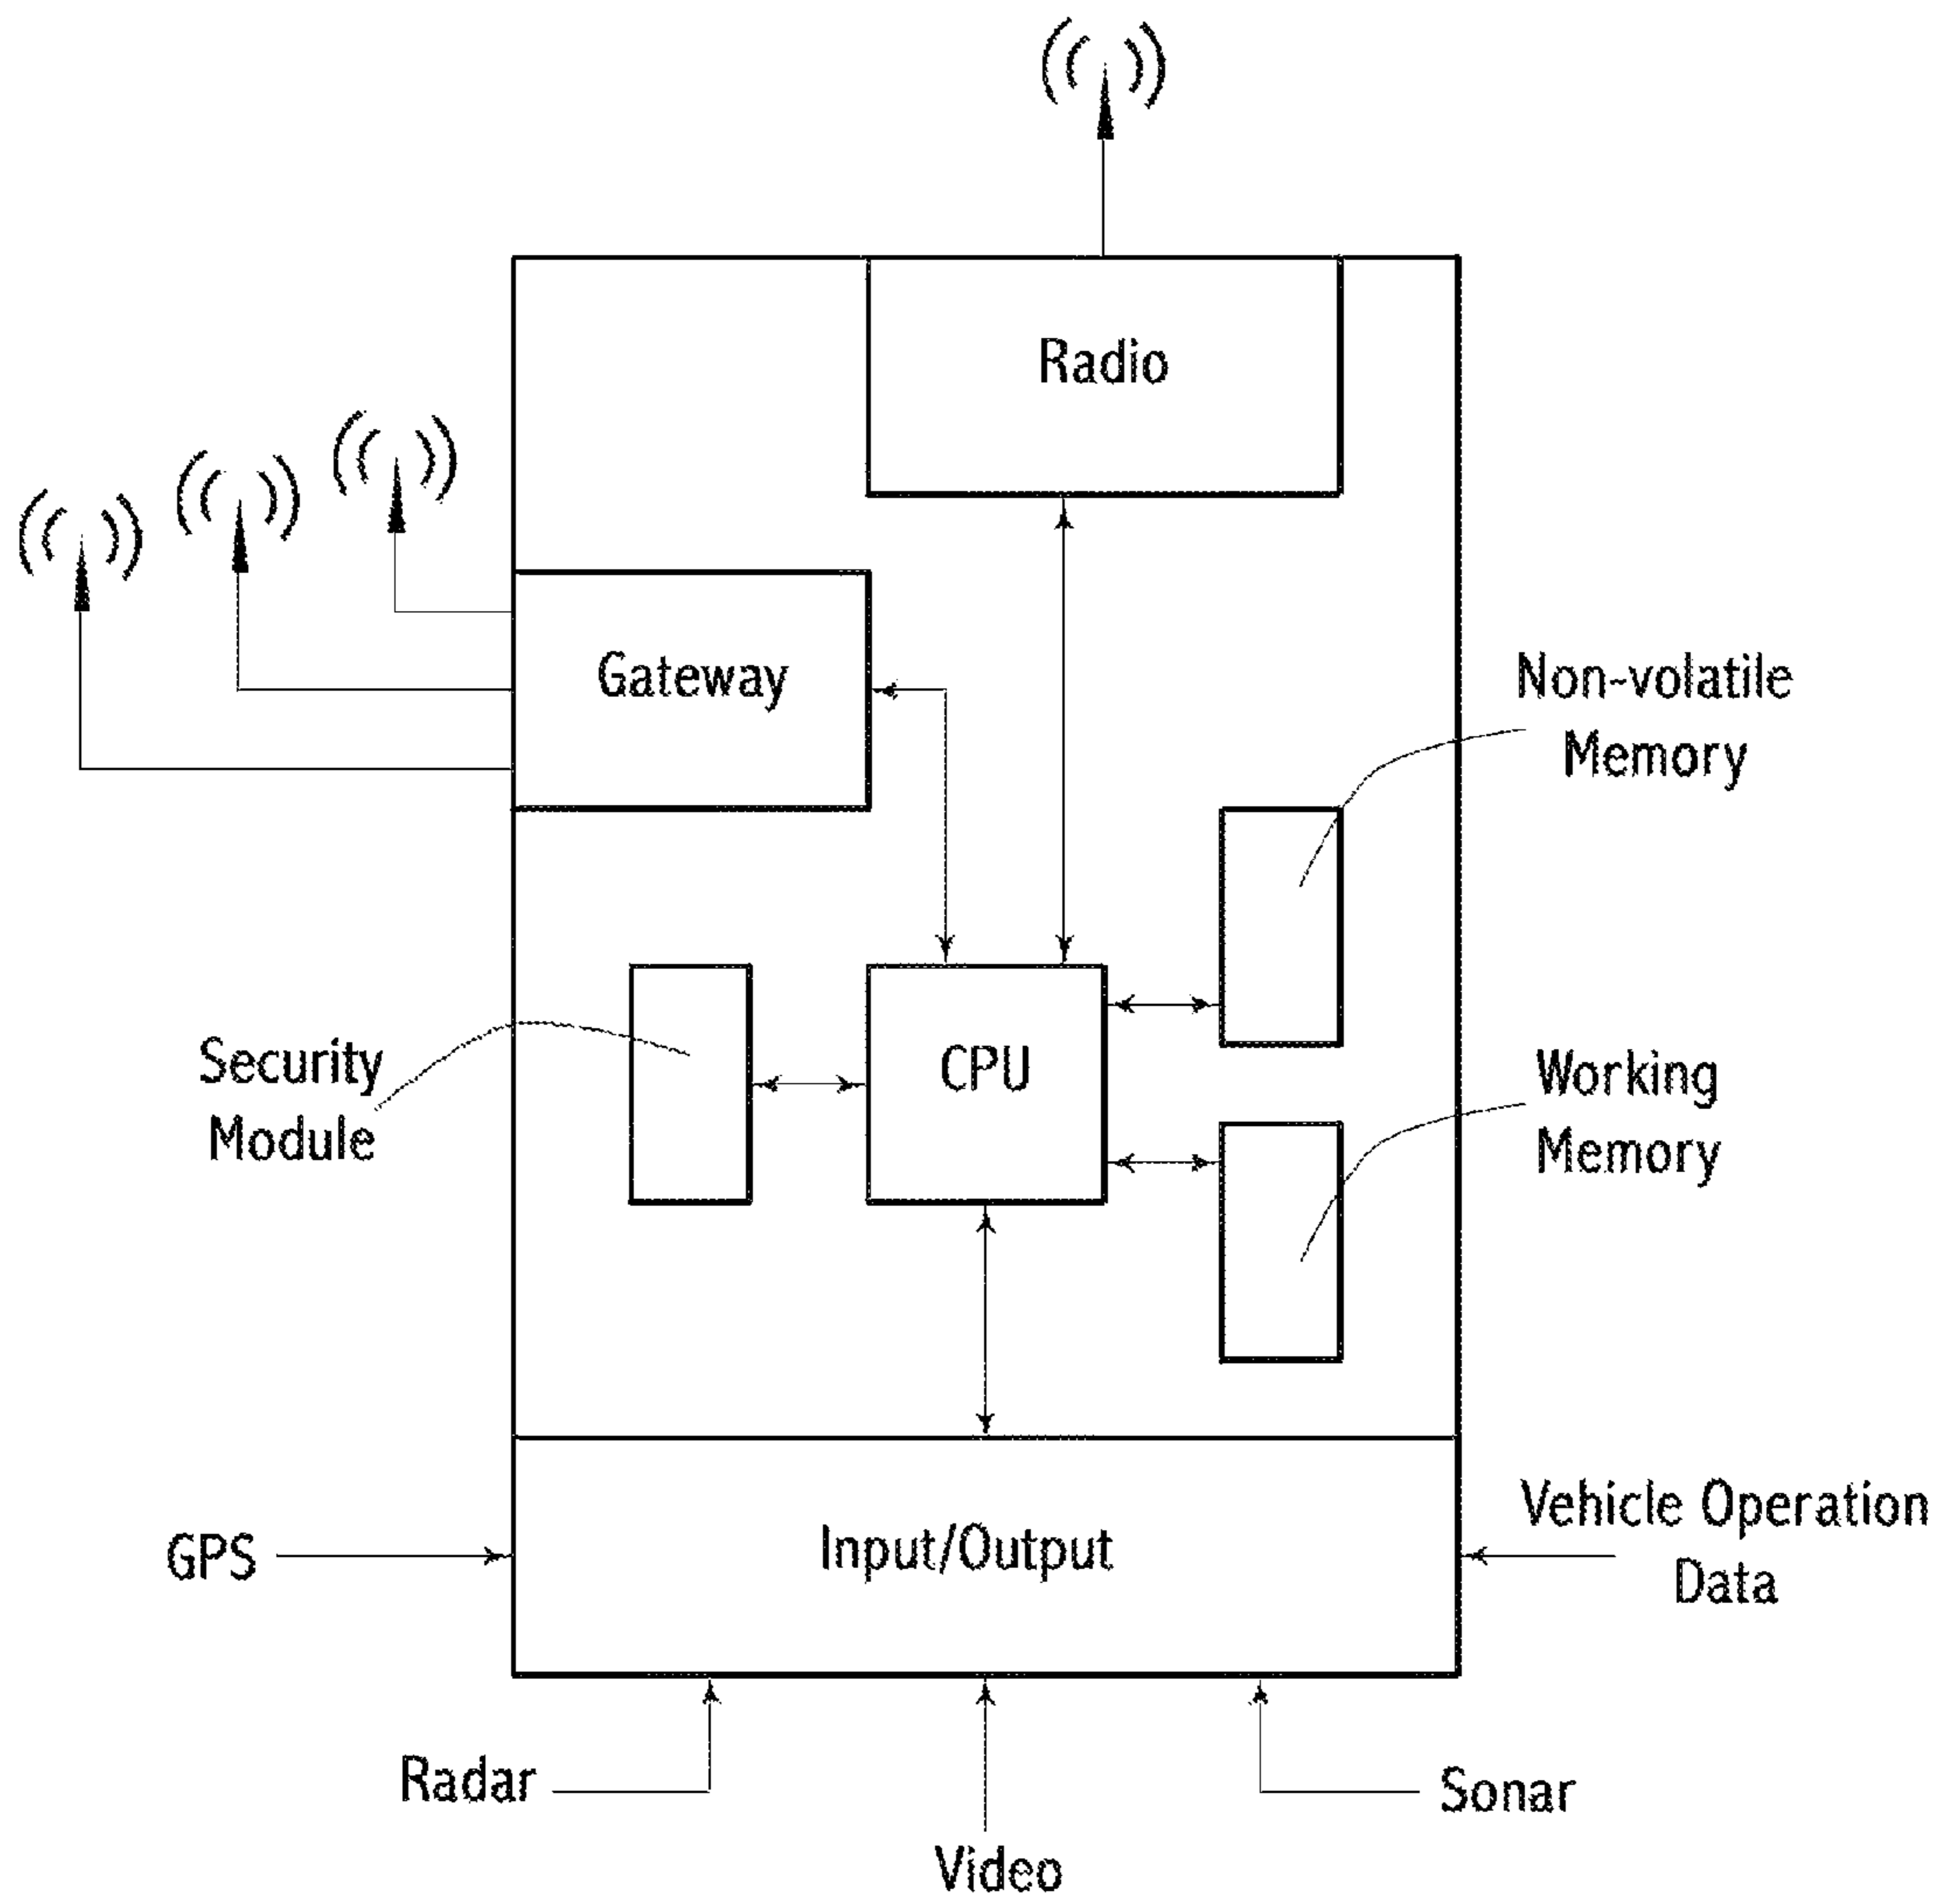 Radio
Gateway
Non-volatile
Memory
Security
Module
CPU
Working
Memory
GPS
Input/Output
Vehicle Operation
Data
Radar
Sonar
Video